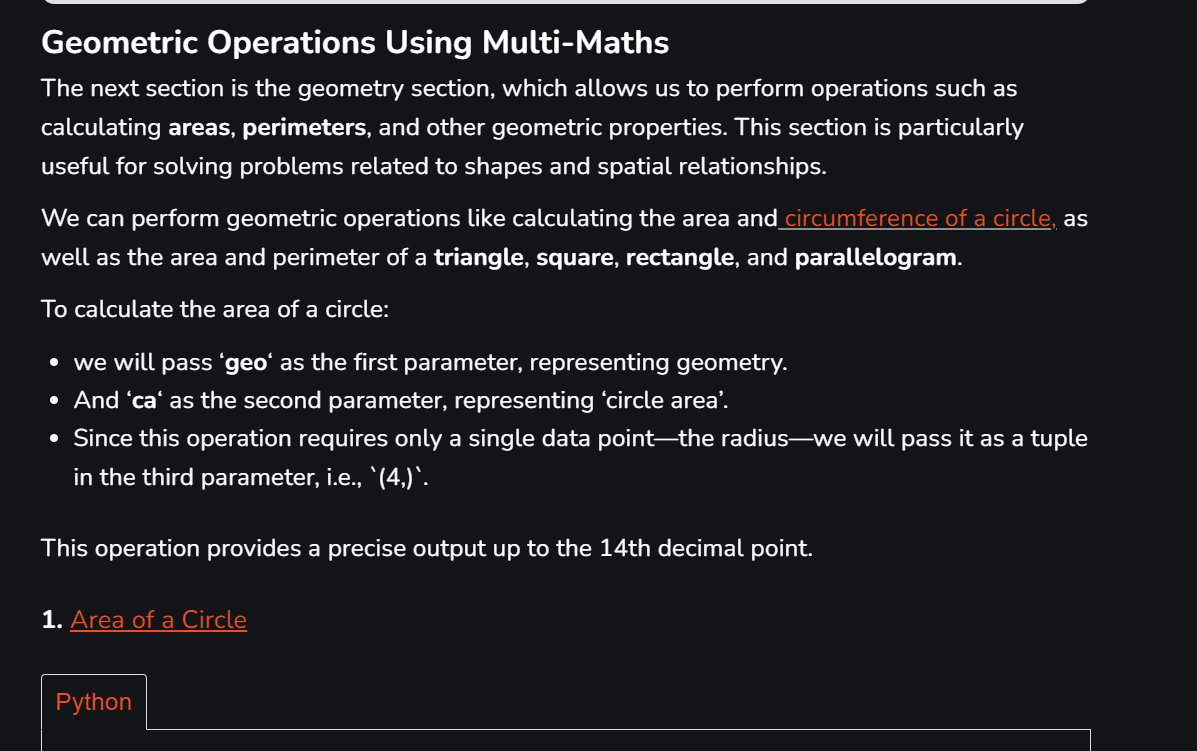 Geometric Operations Using Multi-Maths
The next section is the geometry section, which allows us to perform operations such as
calculating areas, perimeters, and other geometric properties. This section is particularly
useful for solving problems related to shapes and spatial relationships.
We can perform geometric operations like calculating the area and circumference of a circle, as
well as the area and perimeter of a triangle, square, rectangle, and parallelogram.
To calculate the area of a circle:
• we will pass ‘geo‘ as the first parameter, representing geometry.
• And ‘ca‘ as the second parameter, representing ‘circle area’.
• Since this operation requires only a single data point—the radius—we will pass it as a tuple
in the third parameter, i.e., `(4,)`.
This operation provides a precise output up to the 14th decimal point.
1. Area of a Circle
Python